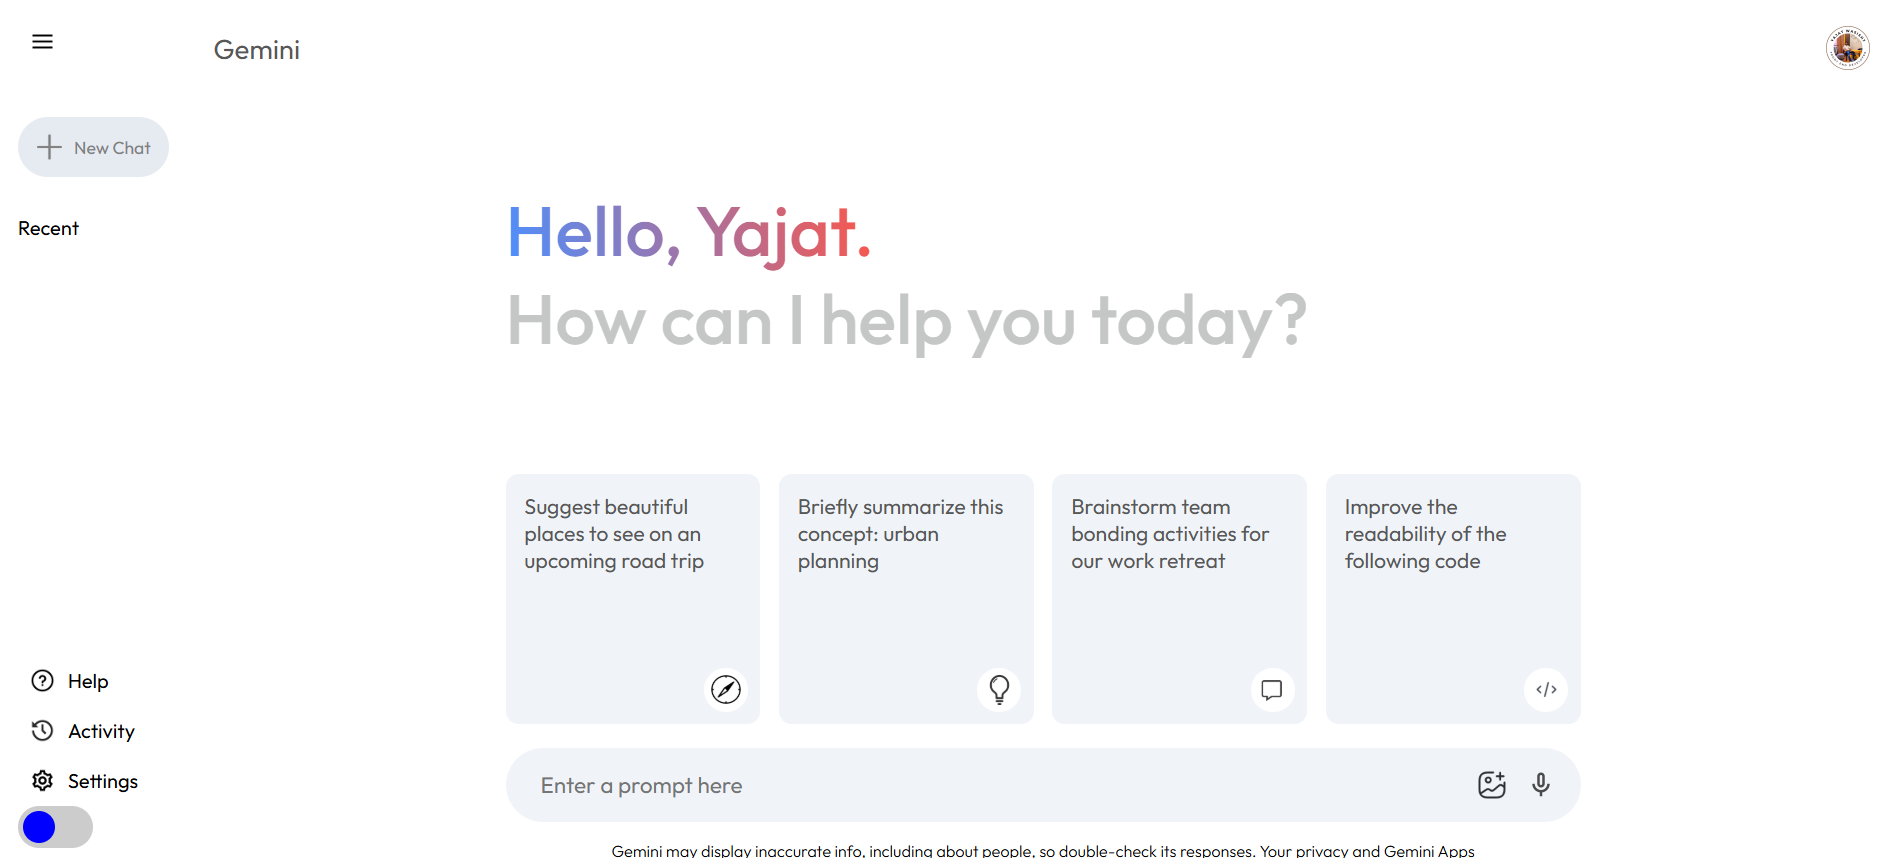 Gemini
New Chat
Recent
Hello, Yajat.
How can I help you today?
Suggest beautiful
places to see on an
upcoming road trip
Briefly summarize this
concept: urban
planning
Brainstorm team
bonding activities for
our work retreat
Improve the
readability of the
following code
Help
Activity
Settings
Enter a prompt here
Gemini may display inaccurate info, including about people, so double-check its responses. Your privacy and Gemini Apps